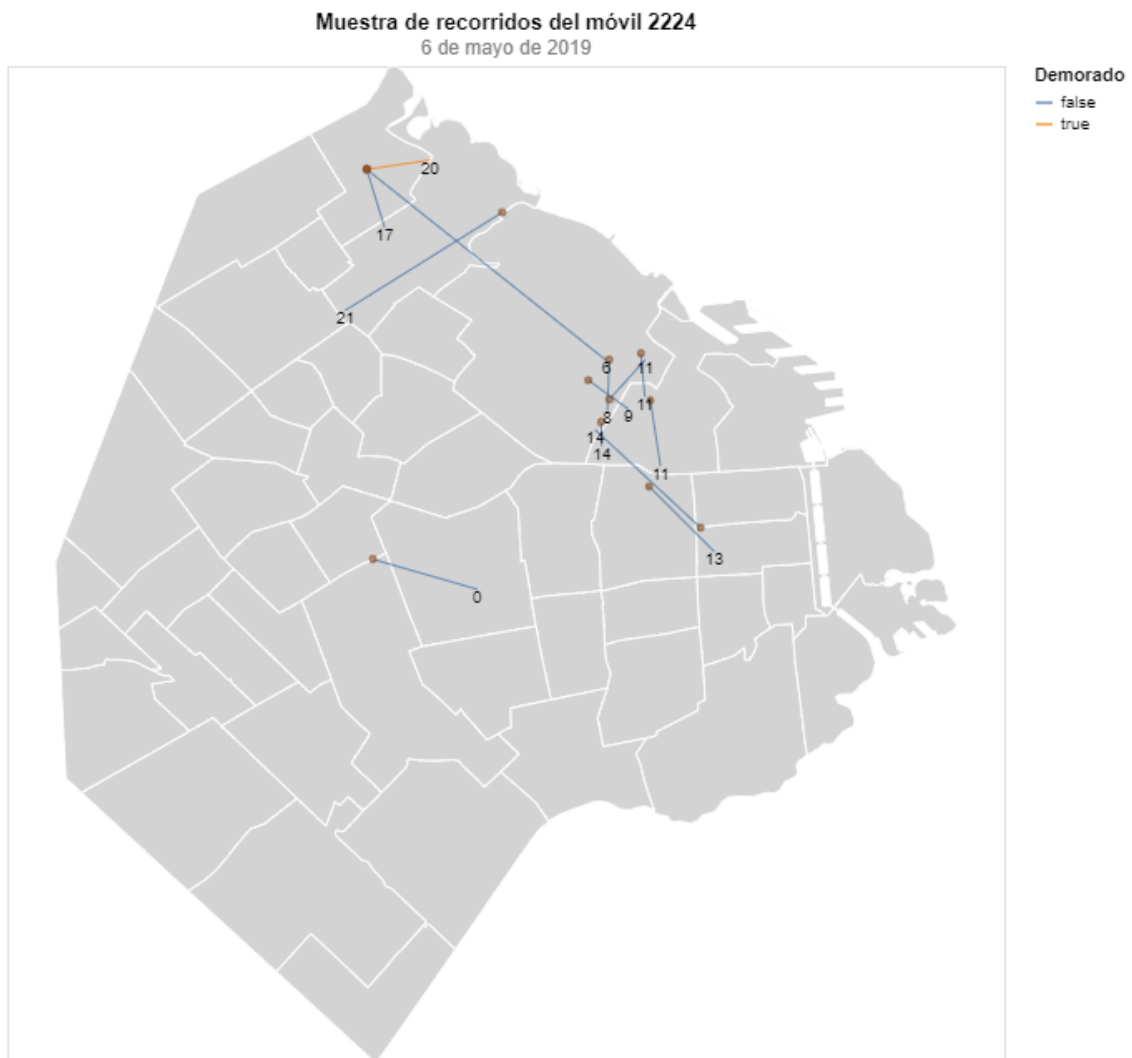 Muestra de recorridos del móvil 2224
6 de mayo de 2019
Demorado
false
true
20
17
21
6
11
11
8
9
14
14
11
13
0